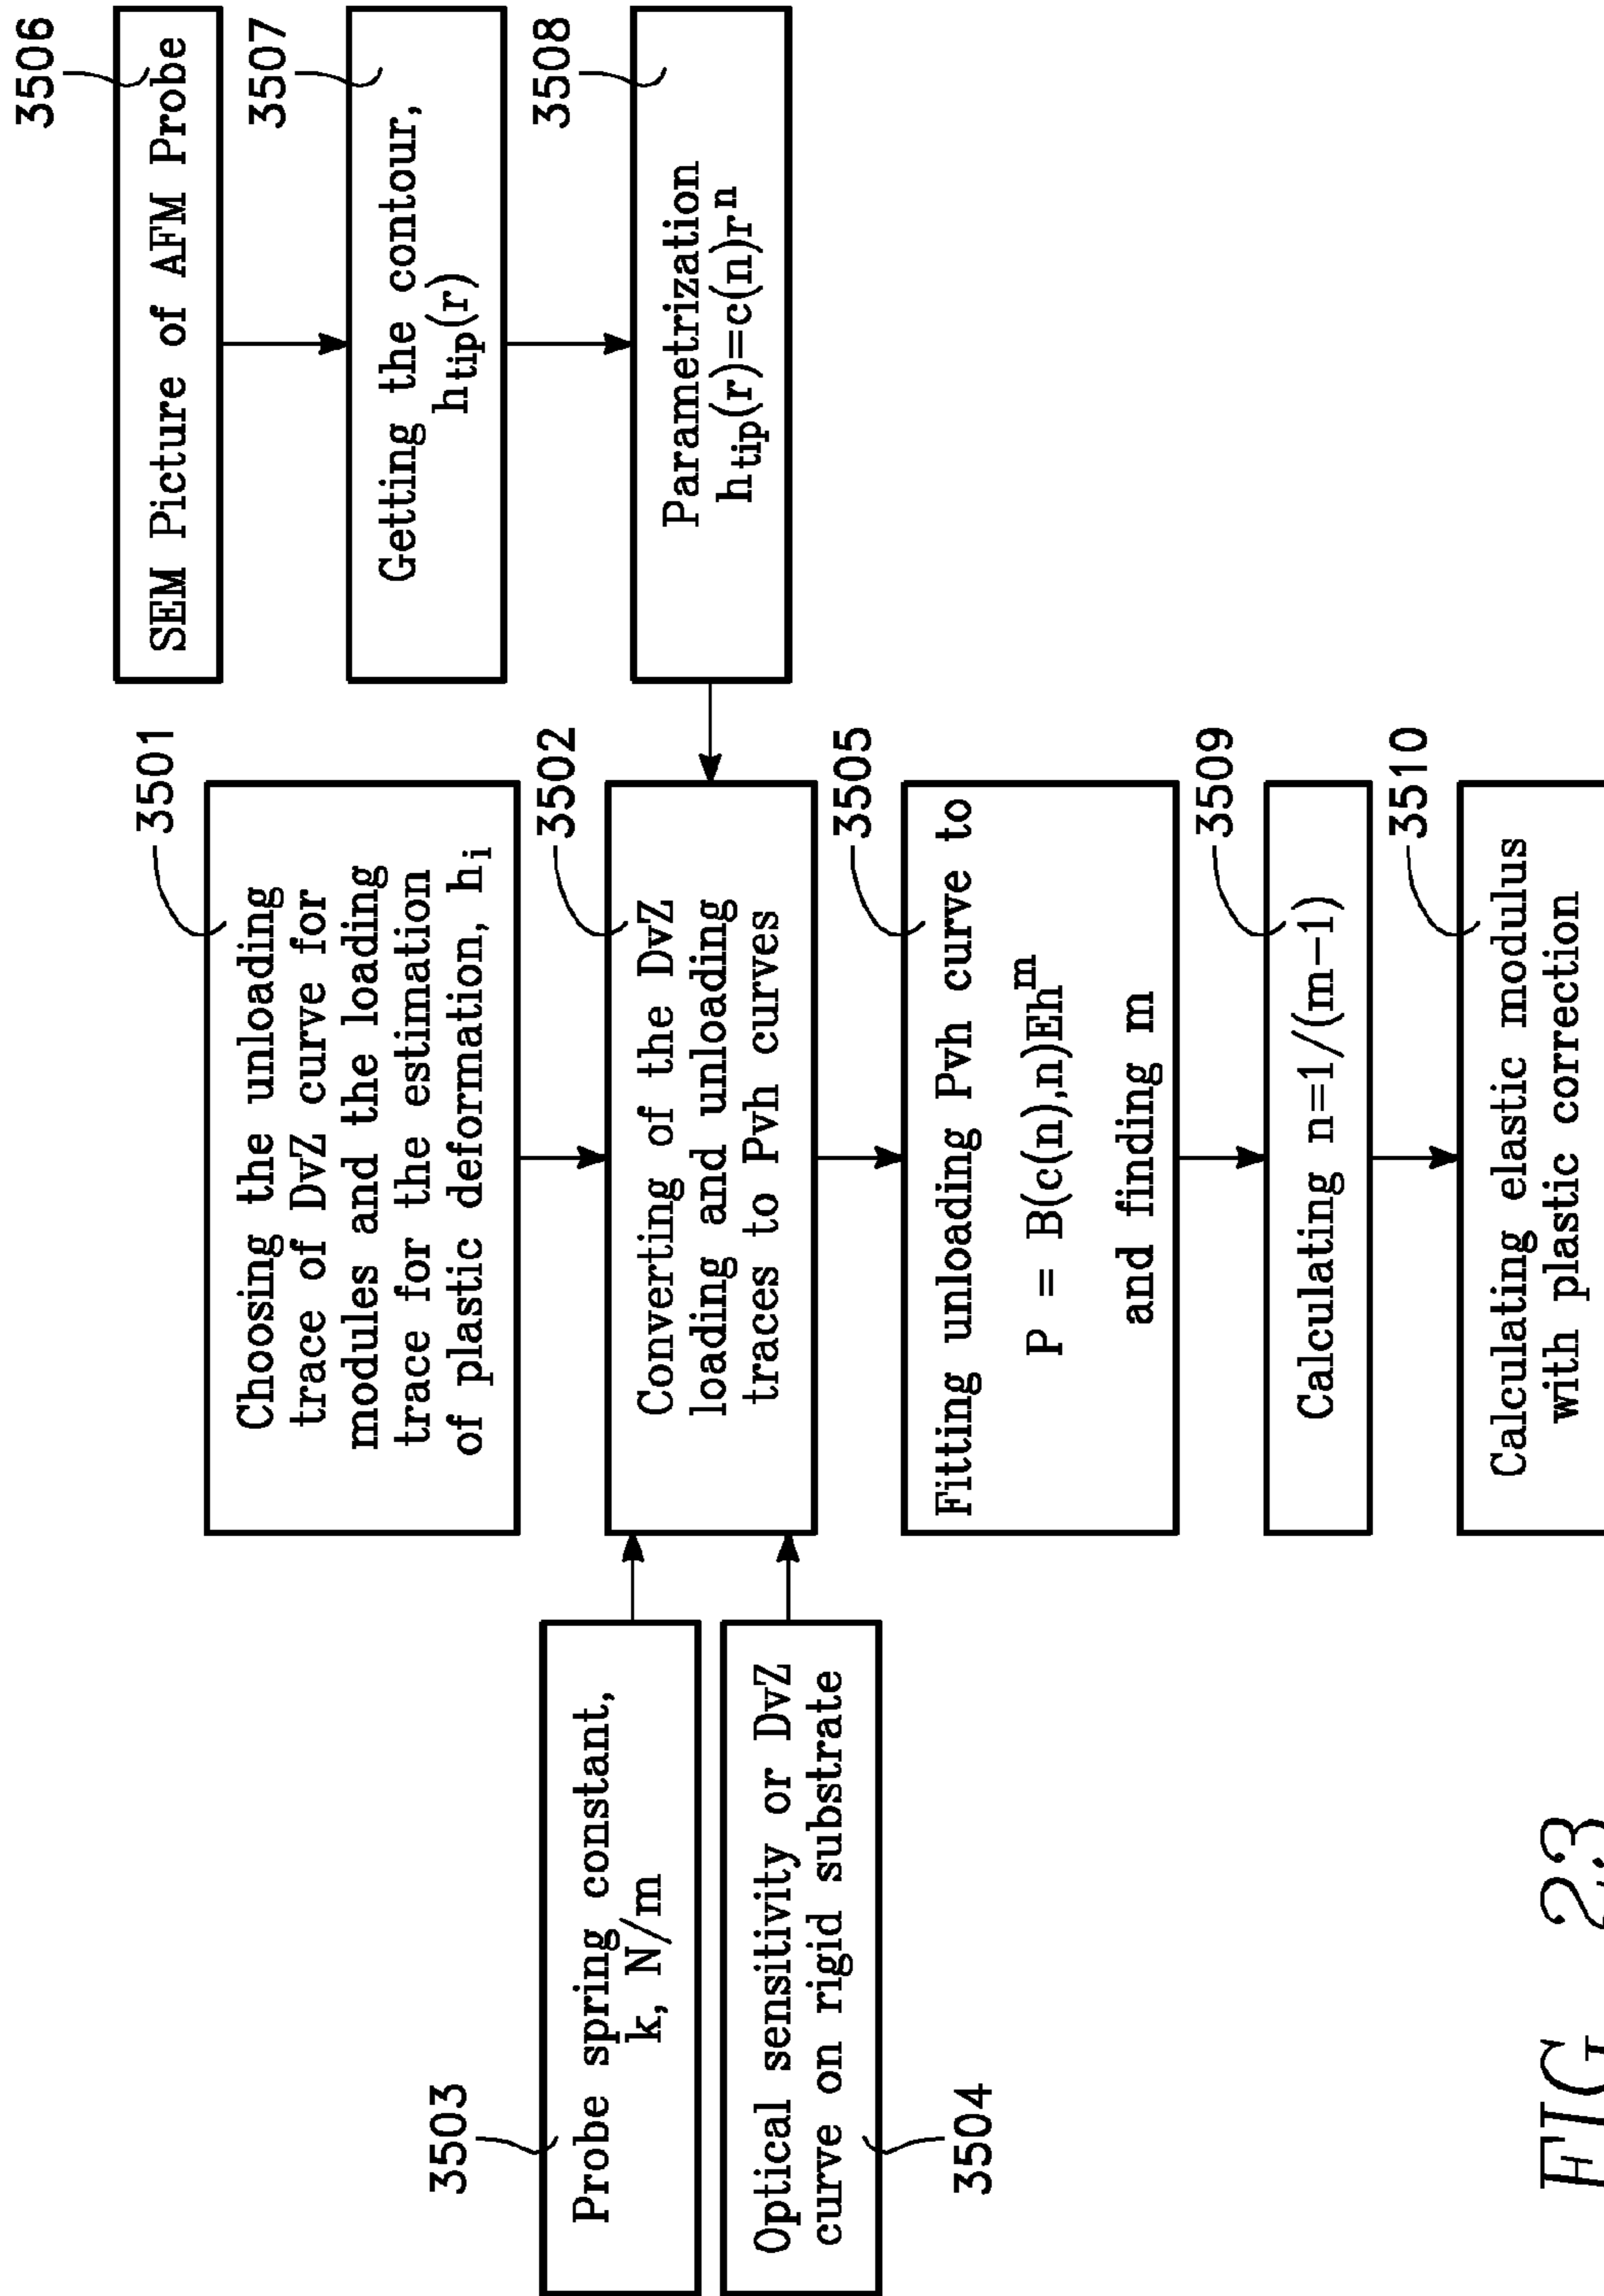 3506
SEM Picture of AFM Probe
3507
Getting the contour,
h_tip(r)
3508
Parametrization
h_tip(r)=c(n)r^n
3501
Choosing the unloading
trace of DvZ curve for
modules and the loading
trace for the estimation
of plastic deformation, h_i
3502
Converting of the DvZ
loading and unloading
traces to Pvh curves
3503
Probe spring constant,
k, N/m
3504
Optical sensitivity or DvZ
curve on rigid substrate
3505
Fitting unloading Pvh curve to
P = B(c(n),n)Eh^m
and finding m
3509
Calculating n=1/(m-1)
3510
Calculating elastic modulus
with plastic correction
FIG 23